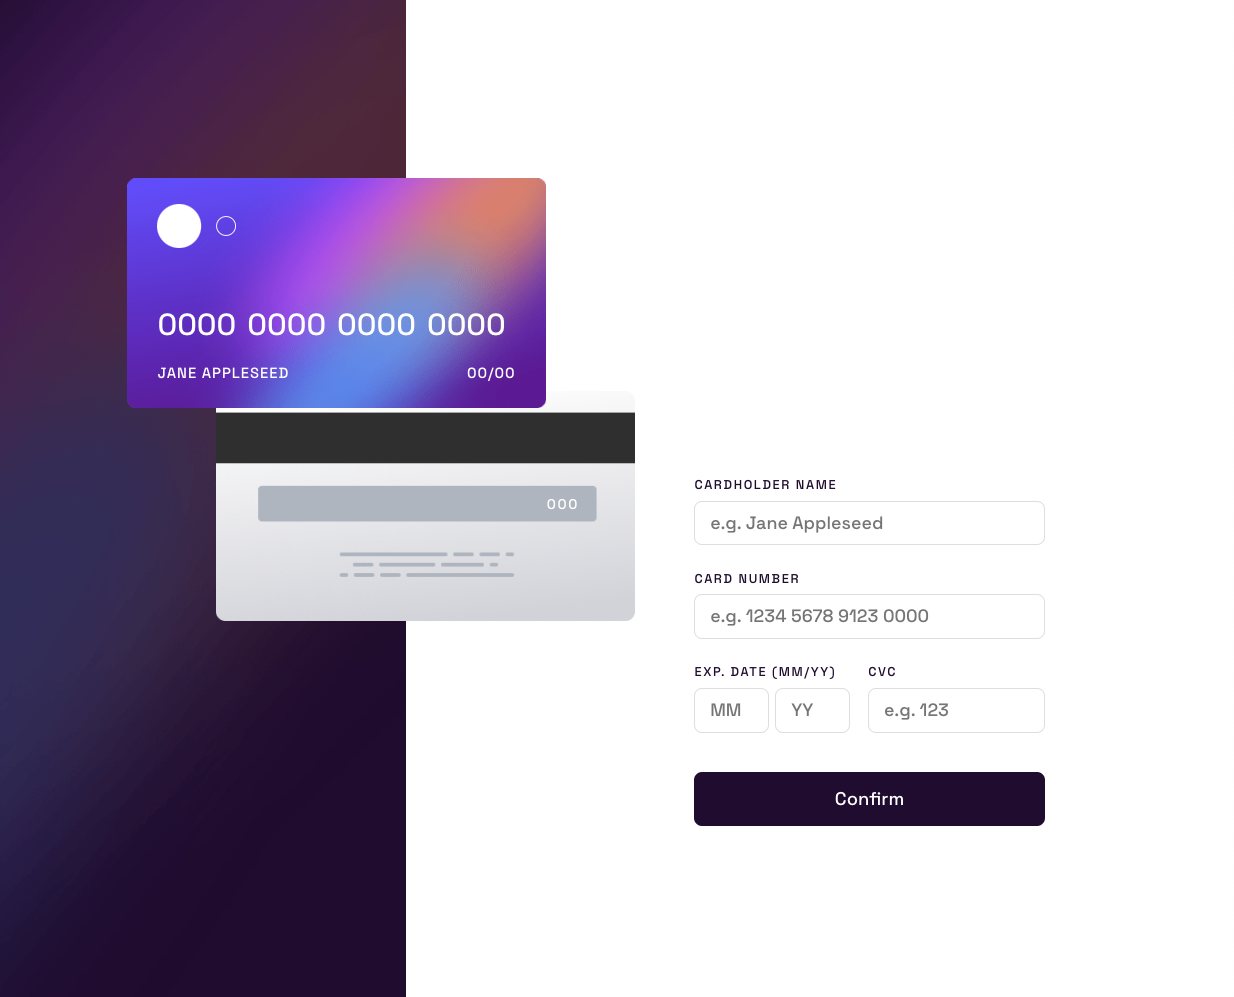 0000 0000 0000 0000
JANE APPLESEED 00/00
000
CARDHOLDER NAME
e.g. Jane Appleseed
CARD NUMBER
e.g. 1234 5678 9123 0000
EXP. DATE (MM/YY) CVC
MM YY e.g. 123
Confirm